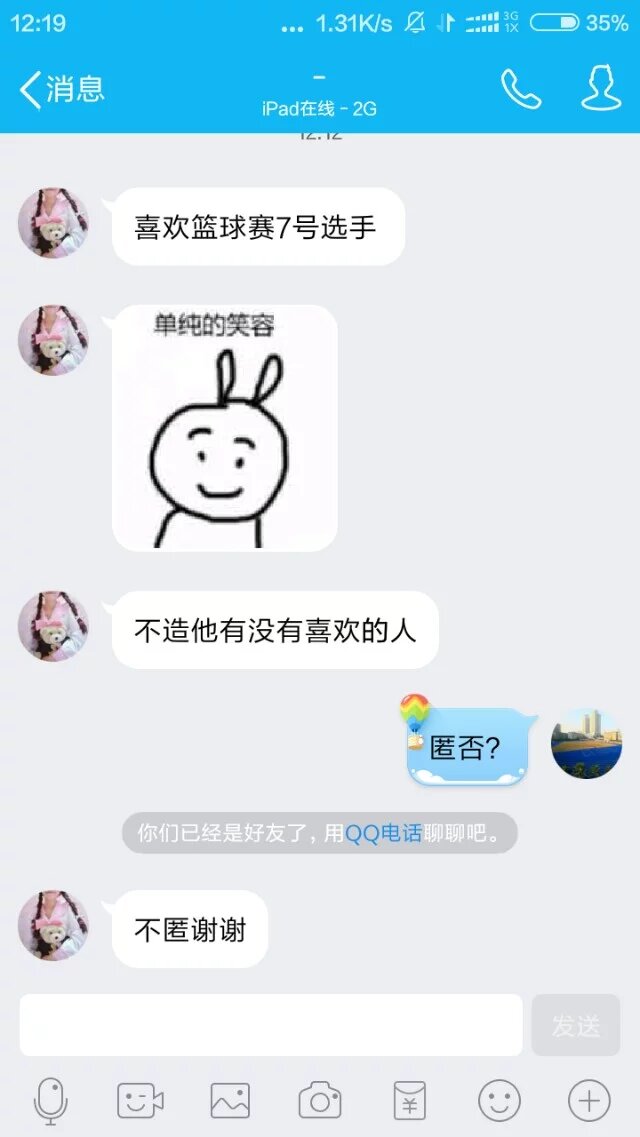 12:19
... 1.31K/s 3G 1X 35%
消息
-
iPad在线 - 2G
12:12
喜欢篮球赛7号选手
单纯的笑容
不造他有没有喜欢的人
匿否?
你们已经是好友了, 用QQ电话聊聊吧。
不匿谢谢
发送